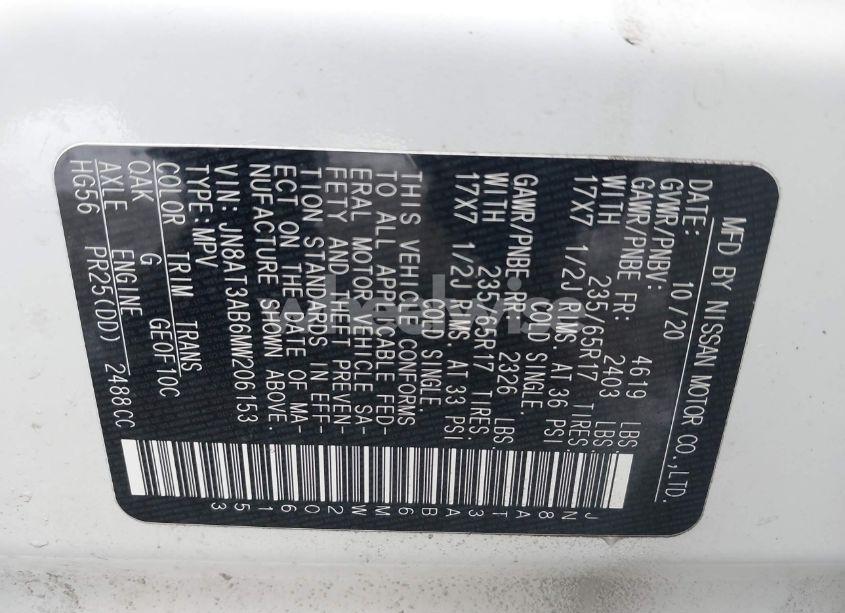 MFD BY NISSAN MOTOR CO.,LTD.
DATE: 10/20
GVWR/PNBV: 4619 LBS.
GAWR/PNBE FR: 2403 LBS.
WITH 235/65R17 TIRES.
17X7 1/2J RIMS. AT 36 PSI
COLD SINGLE.
GAWR/PNBE RR: 2326 LBS.
WITH 235/65R17 TIRES.
17X7 1/2J RIMS AT 33 PSI
COLD SINGLE.
THIS VEHICLE CONFORMS
TO ALL APPLICABLE FED-
ERAL MOTOR VEHICLE SA-
FETY AND THEFT PREVEN-
TION STANDARDS IN EFF-
ECT ON THE DATE OF MA-
NUFACTURE SHOWN ABOVE.
VIN: JN8AT3AB6MW206153
TYPE: MPV
COLOR TRIM TRANS
QAK G GE0F10C
AXLE ENGINE
HG56 PR25(DD) 2488CC
JN8AT3AB6MW206153
wheelwise